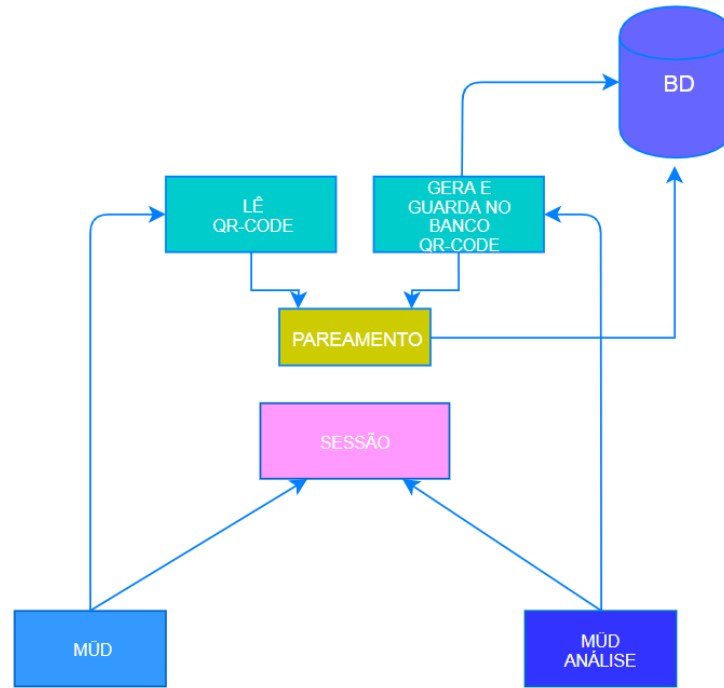 BD
LÊ
QR-CODE
GERA E
GUARDA NO
BANCO
QR-CODE
PAREAMENTO
SESSÃO
MÜD
MÜD
ANÁLISE